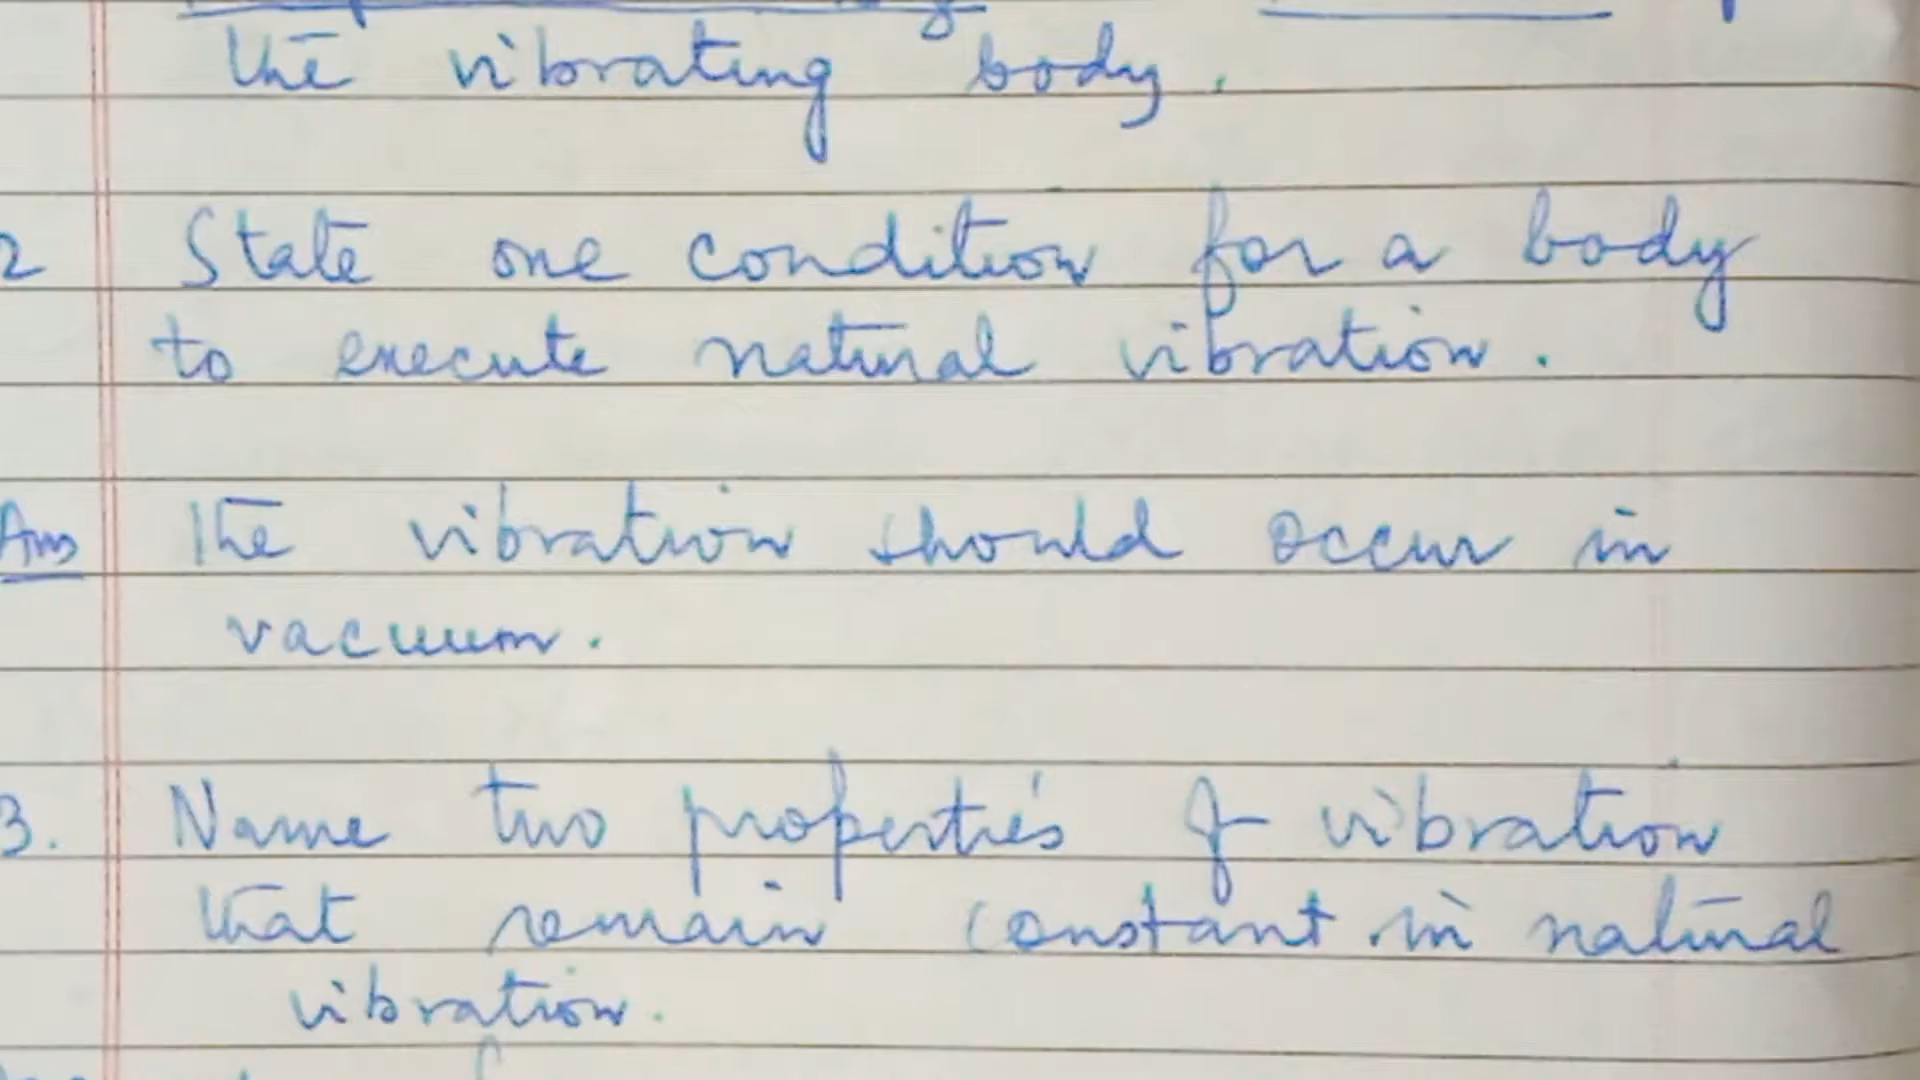 the vibrating body.
2 State one condition for a body
to execute natural vibration.
Ans The vibration should occur in
vacuum.
3. Name two properties of vibration
that remain constant in natural
vibration.